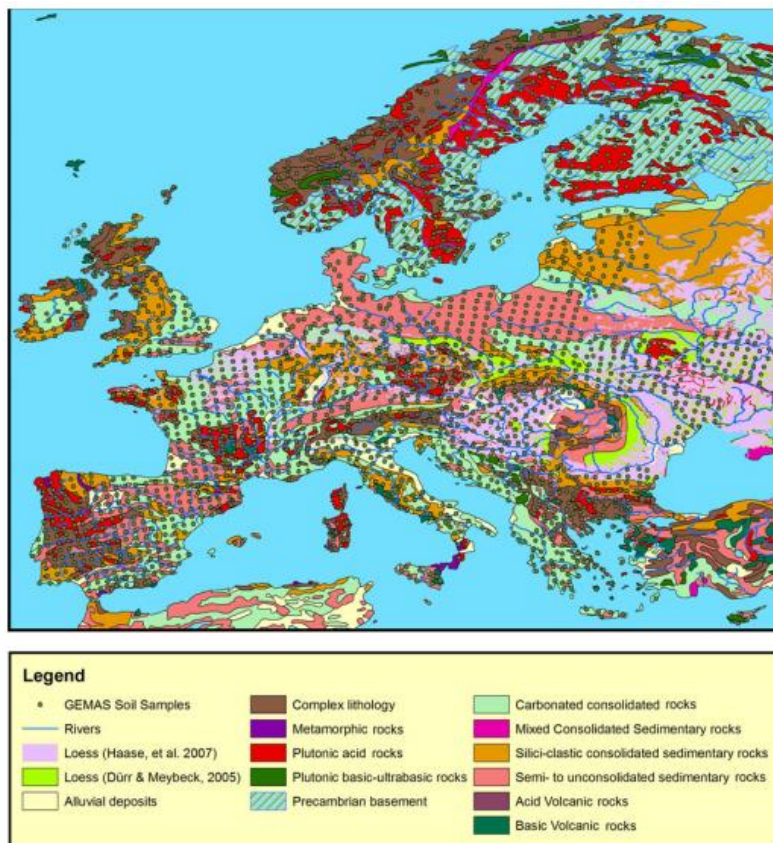 Legend
GEMAS Soil Samples
Rivers
Loess (Haase, et al. 2007)
Loess (Dürr & Meybeck, 2005)
Alluvial deposits
Complex lithology
Metamorphic rocks
Plutonic acid rocks
Plutonic basic-ultrabasic rocks
Precambrian basement
Carbonated consolidated rocks
Mixed Consolidated Sedimentary rocks
Silici-clastic consolidated sedimentary rocks
Semi- to unconsolidated sedimentary rocks
Acid Volcanic rocks
Basic Volcanic rocks